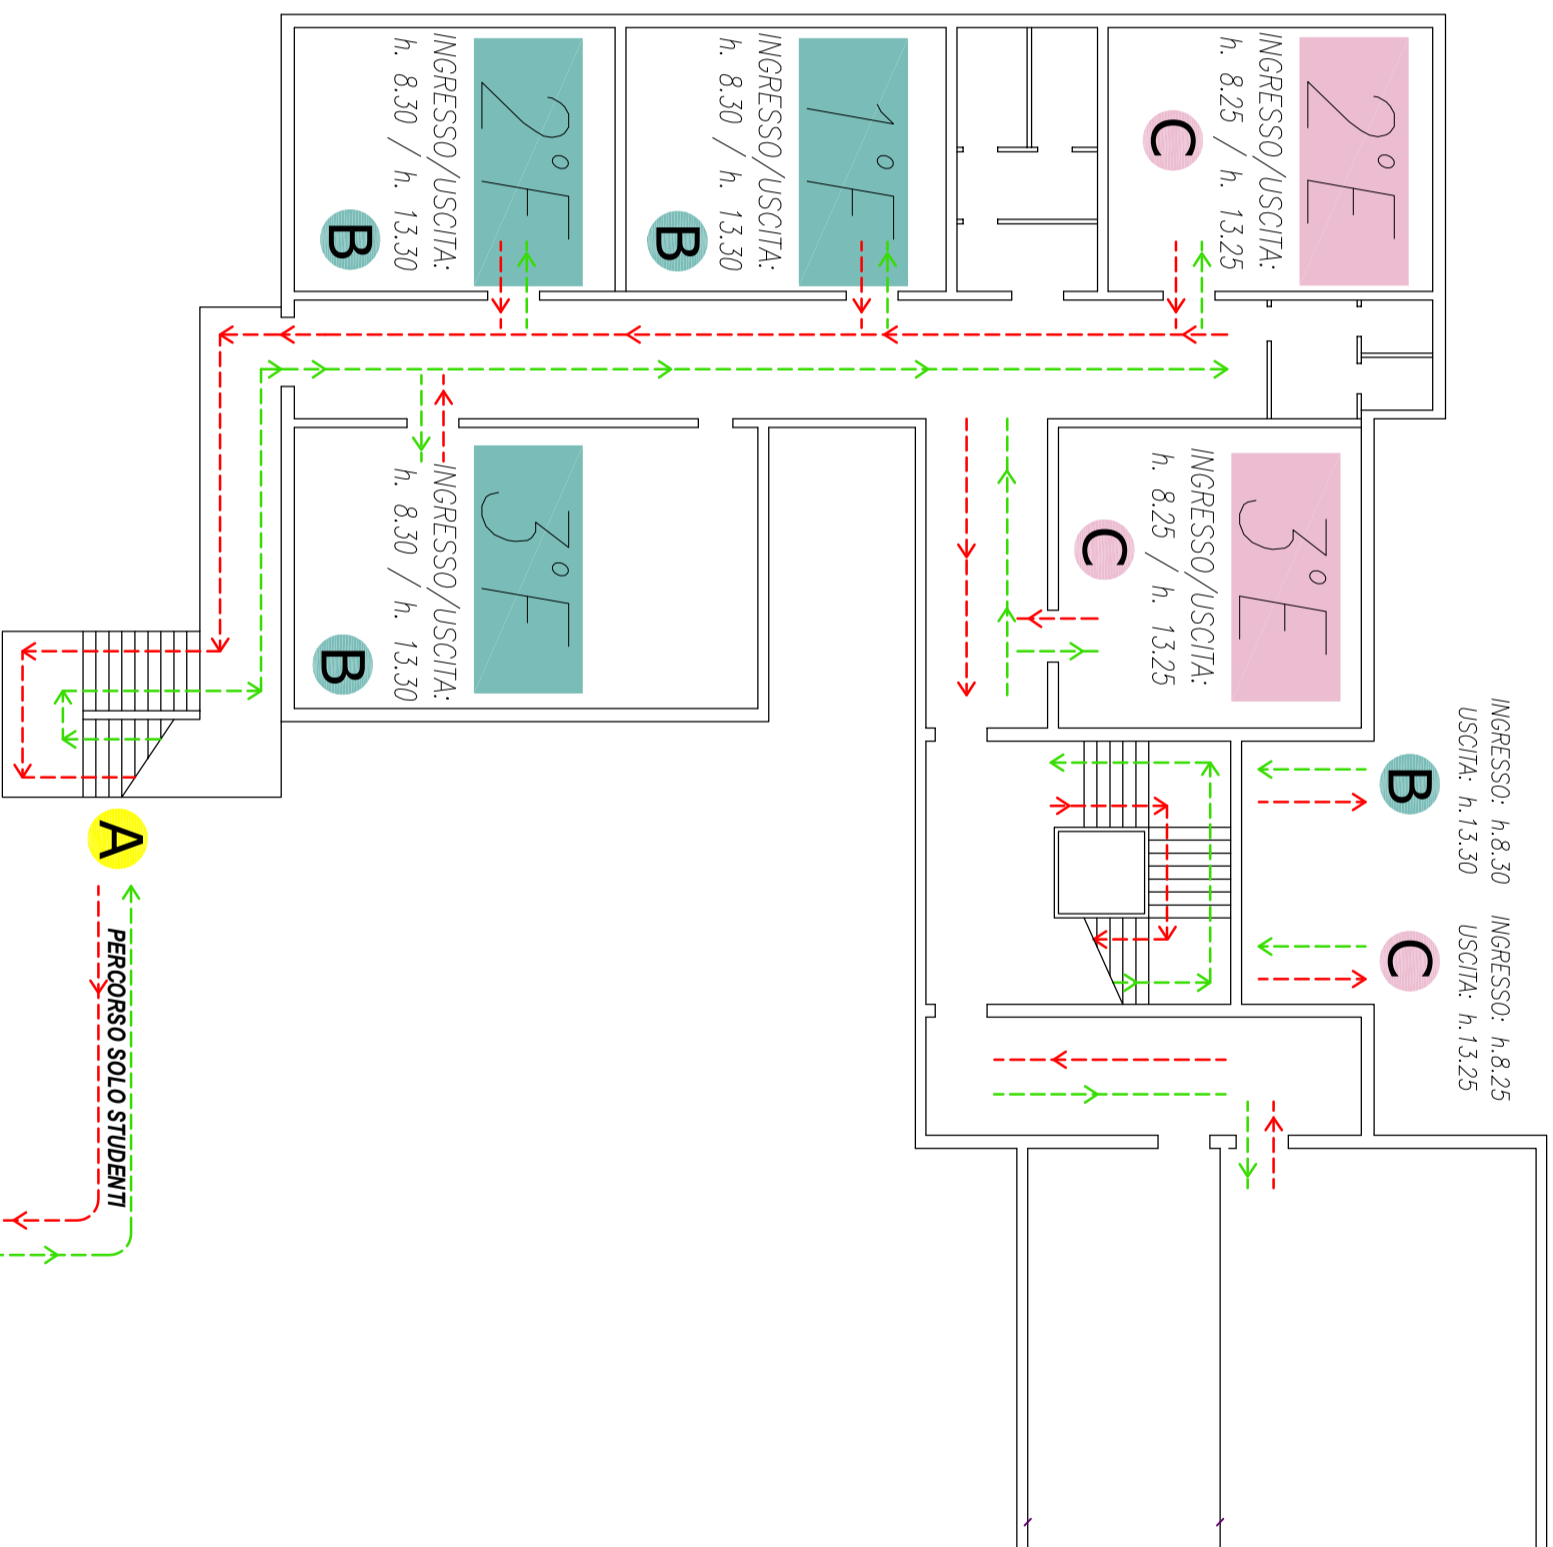 2°F
INGRESSO/USCITA:
h. 8.30 / h. 13.30
B
1°F
INGRESSO/USCITA:
h. 8.30 / h. 13.30
B
2°E
INGRESSO/USCITA:
h. 8.25 / h. 13.25
C
3°F
INGRESSO/USCITA:
h. 8.30 / h. 13.30
B
3°E
INGRESSO/USCITA:
h. 8.25 / h. 13.25
C
INGRESSO: h.8.30
USCITA: h.13.30
B
INGRESSO: h.8.25
USCITA: h.13.25
C
A
PERCORSO SOLO STUDENTI